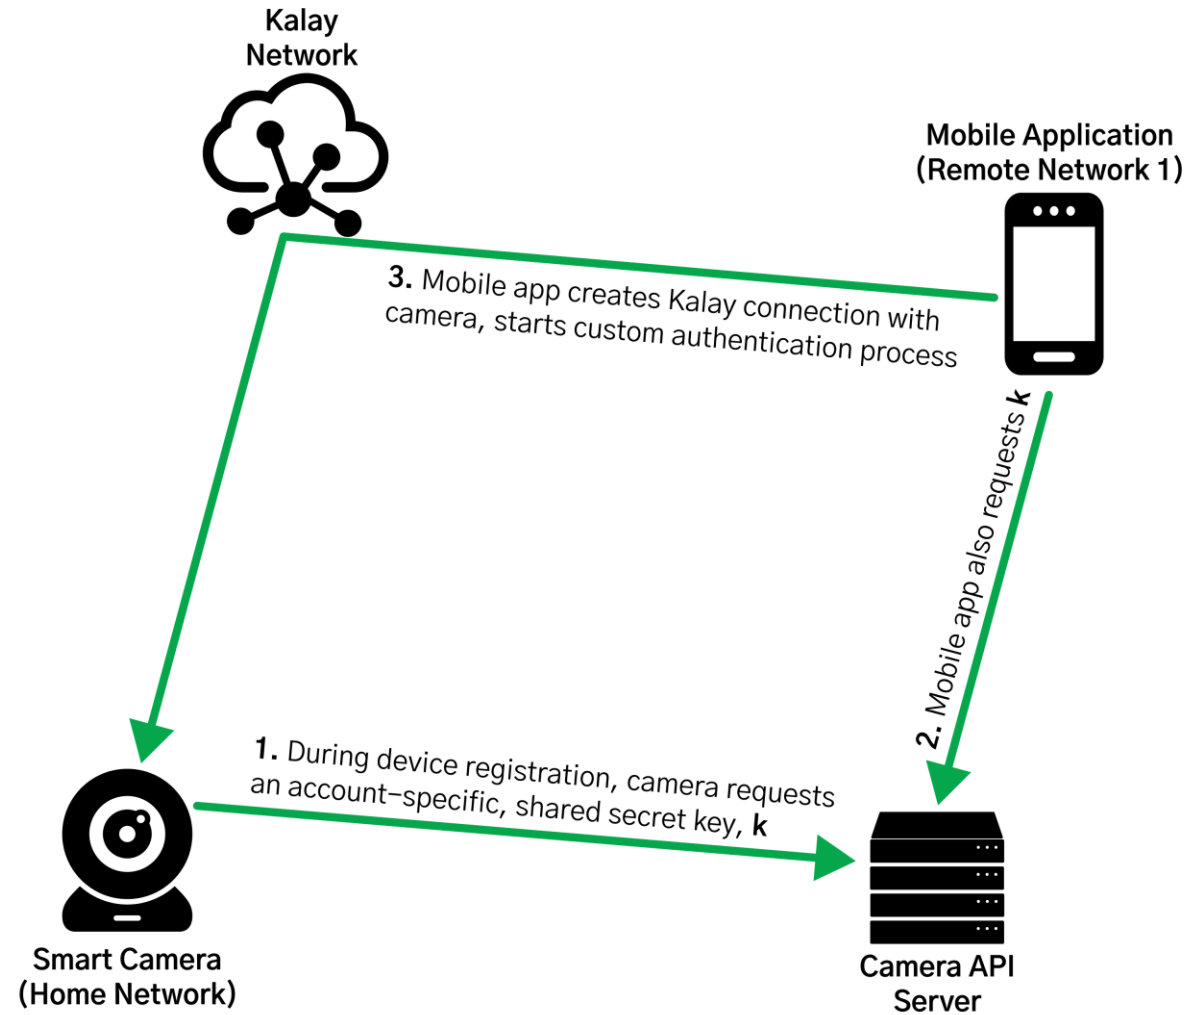 Kalay
Network
Mobile Application
(Remote Network 1)
3. Mobile app creates Kalay connection with
camera, starts custom authentication process
2. Mobile app also requests k
1. During device registration, camera requests
an account–specific, shared secret key, k
Smart Camera
(Home Network)
Camera API
Server